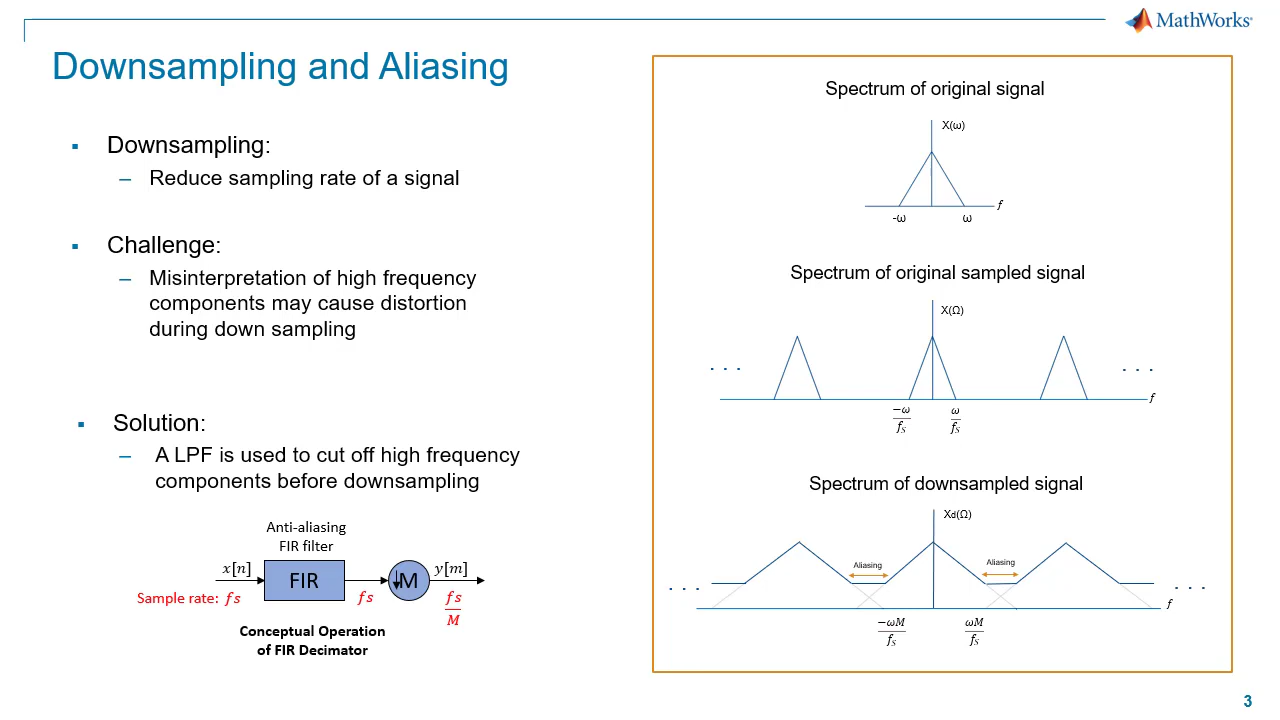 MathWorks®
Downsampling and Aliasing
▪ Downsampling:
– Reduce sampling rate of a signal
▪ Challenge:
– Misinterpretation of high frequency
components may cause distortion
during down sampling
▪ Solution:
– A LPF is used to cut off high frequency
components before downsampling
Anti-aliasing
FIR filter
x[n] FIR ↓M y[m]
Sample rate: fs fs fs/M
Conceptual Operation
of FIR Decimator
Spectrum of original signal
X(ω)
f
-ω ω
Spectrum of original sampled signal
X(Ω)
. . . . . .
f
−ω/fS ω/fS
Spectrum of downsampled signal
Xd(Ω)
Aliasing Aliasing
. . . . . .
f
−ωM/fS ωM/fS
3